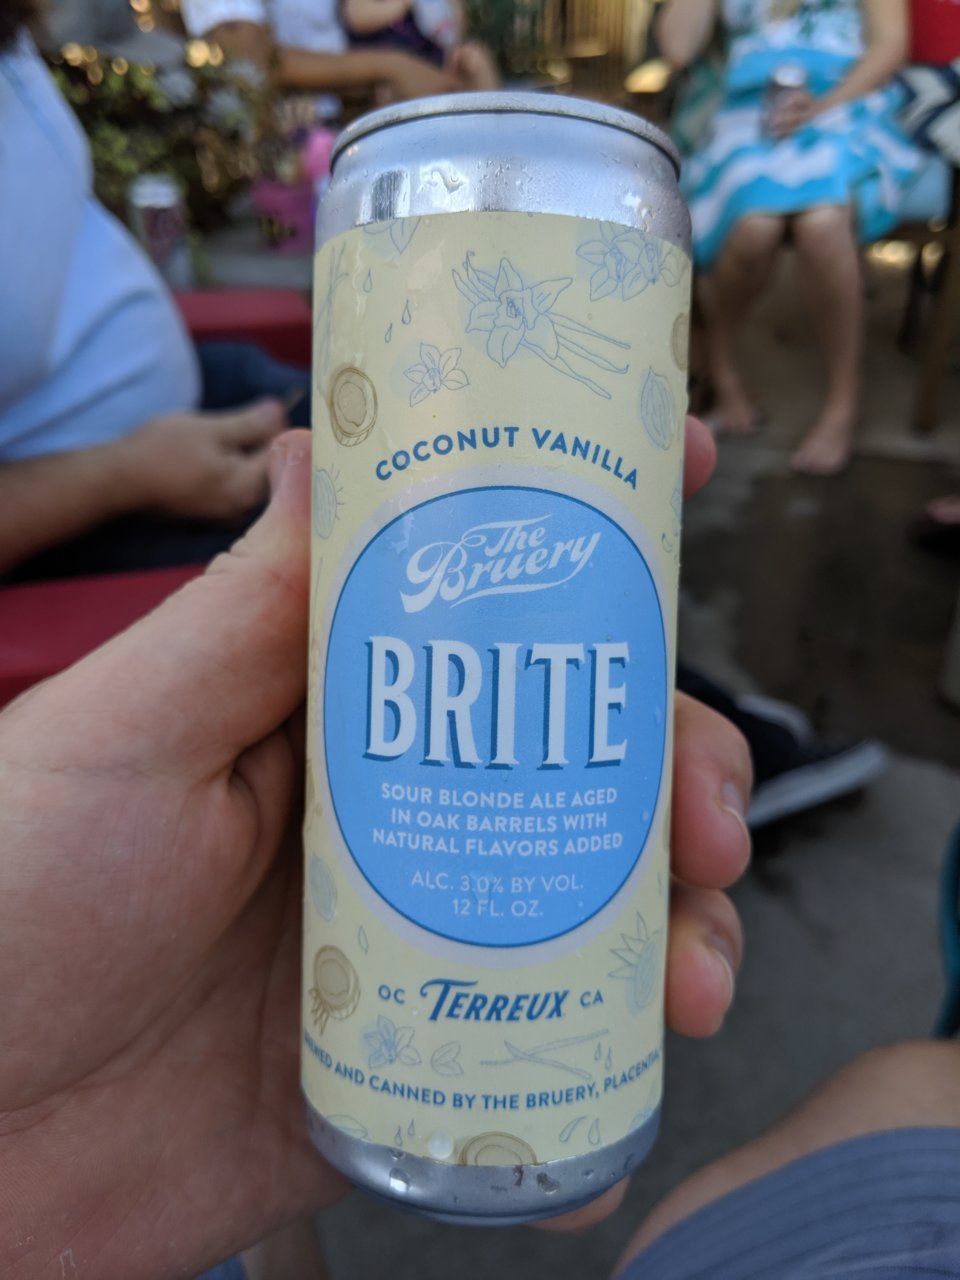 COCONUT VANILLA
The
Bruery
BRITE
SOUR BLONDE ALE AGED
IN OAK BARRELS WITH
NATURAL FLAVORS ADDED
ALC. 3.0% BY VOL.
12 FL. OZ.
OC TERREUX CA
AND CANNED BY THE BRUERY,